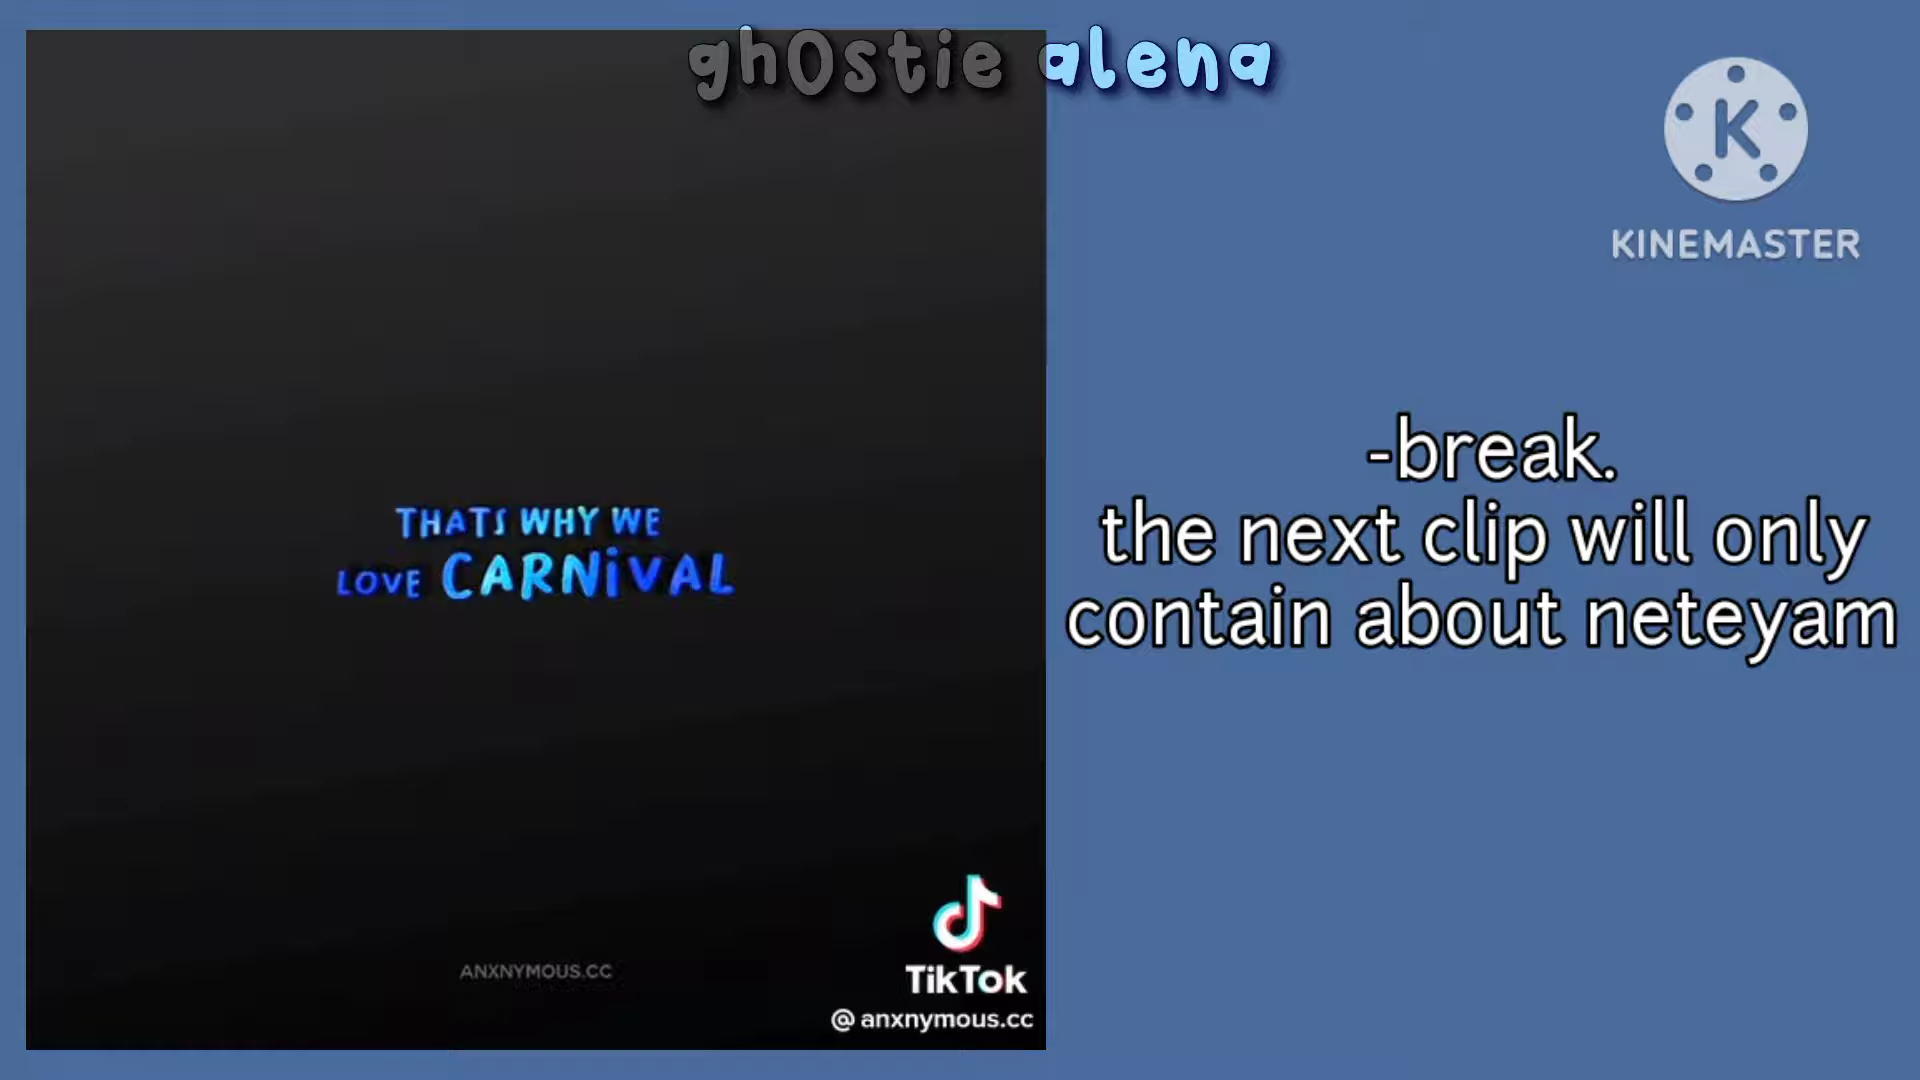 gh0stie alena
K
KINEMASTER
THATS WHY WE
LOVE CARNiVAL
-break.
the next clip will only
contain about neteyam
ANXNYMOUS.CC
TikTok
@anxnymous.cc